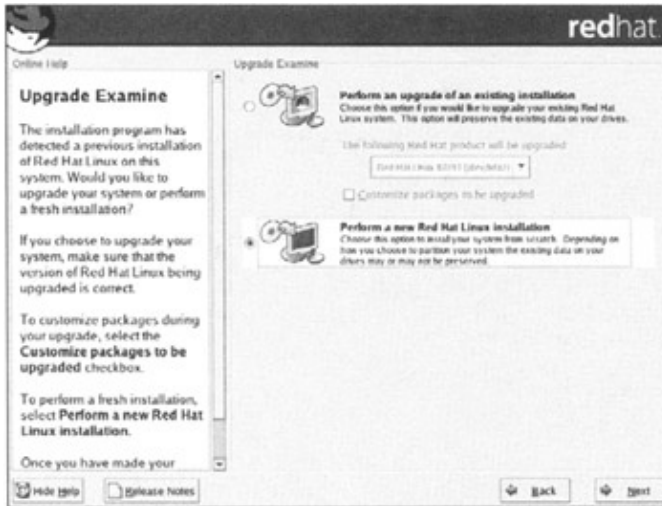 redhat.
Online Help
Upgrade Examine
The installation program has
detected a previous installation
of Red Hat Linux on this
system. Would you like to
upgrade your system or perform
a fresh installation?
If you choose to upgrade your
system, make sure that the
version of Red Hat Linux being
upgraded is correct.
To customize packages during
your upgrade, select the
Customize packages to be
upgraded checkbox.
To perform a fresh installation,
select Perform a new Red Hat
Linux installation.
Once you have made your
Upgrade Examine
Perform an upgrade of an existing installation
Choose this option if you would like to upgrade your existing Red Hat
Linux system. This option will preserve the existing data on your drives.
The following Red Hat product will be upgraded
Red Hat Linux
Customize packages to be upgraded
Perform a new Red Hat Linux installation
Choose this option to install your system from scratch. Depending on
how you choose to partition your system the existing data on your
drives may or may not be preserved.
Hide Help
Release Notes
Back
Next